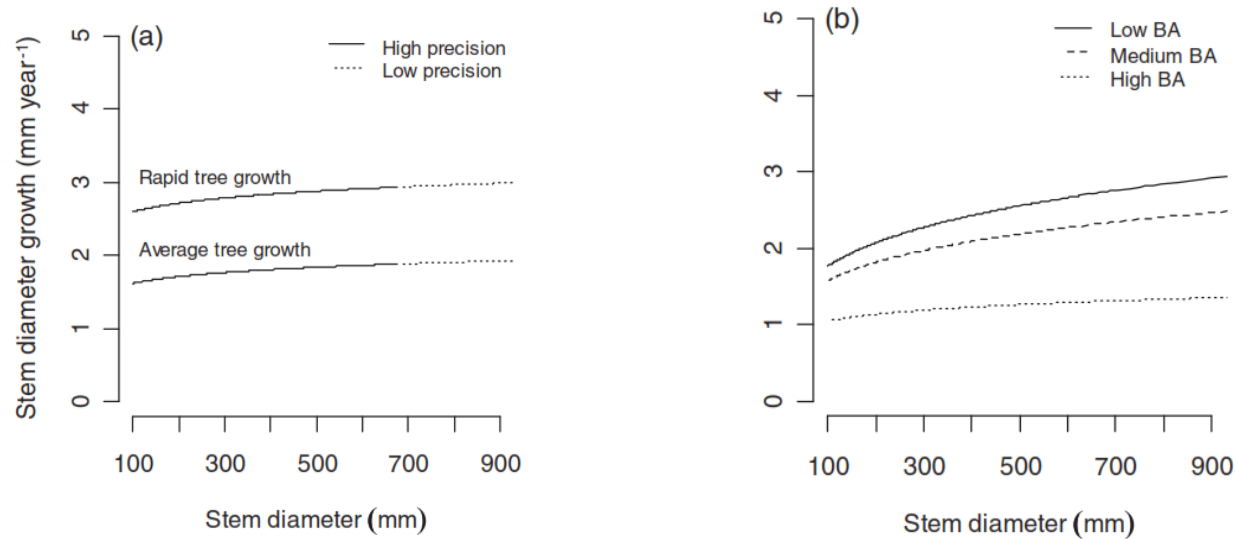 (a)
High precision
Low precision
Rapid tree growth
Average tree growth
Stem diameter growth (mm year⁻¹)
5
4
3
2
1
0
100 300 500 700 900
Stem diameter (mm)
(b)
Low BA
Medium BA
High BA
5
4
3
2
1
0
100 300 500 700 900
Stem diameter (mm)